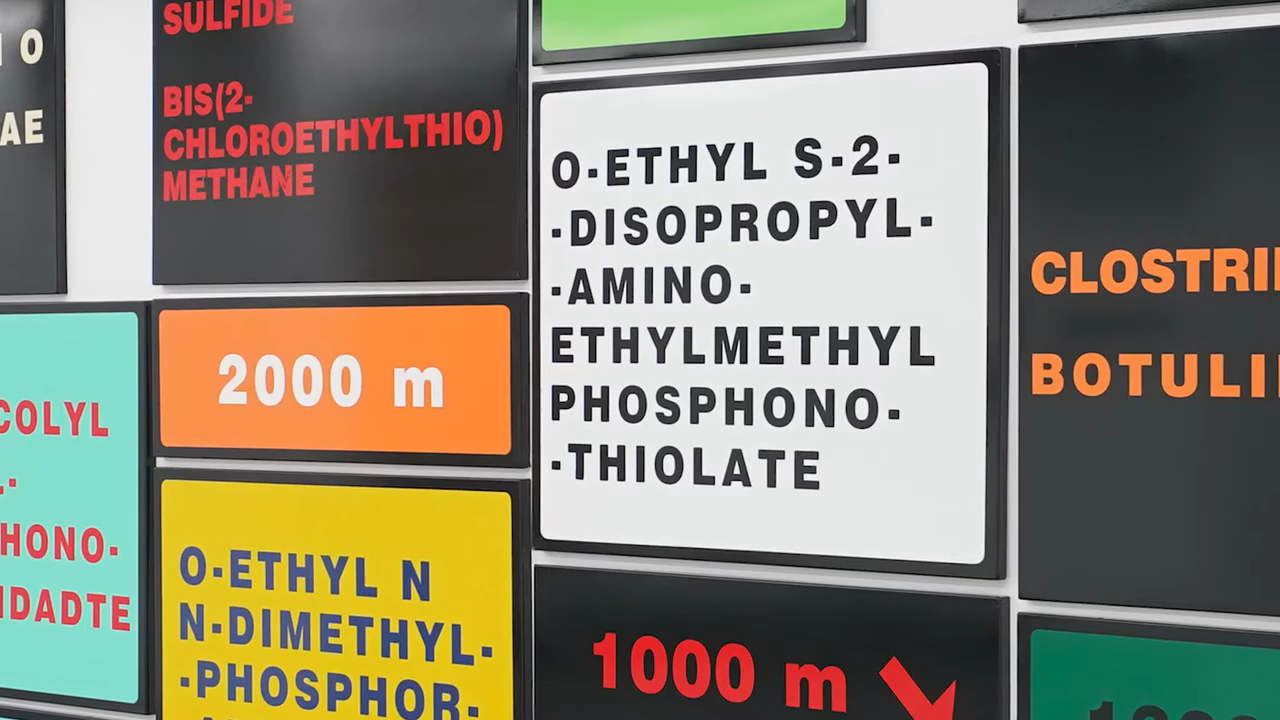 O
AE
SULFIDE
BIS(2-
CHLOROETHYLTHIO)
METHANE
O-ETHYL S-2-
-DISOPROPYL-
-AMINO-
ETHYLMETHYL
PHOSPHONO-
-THIOLATE
CLOSTRI
BOTULI
2000 m
COLYL
HONO-
IDADTE
O-ETHYL N
N-DIMETHYL-
-PHOSPHOR-
1000 m